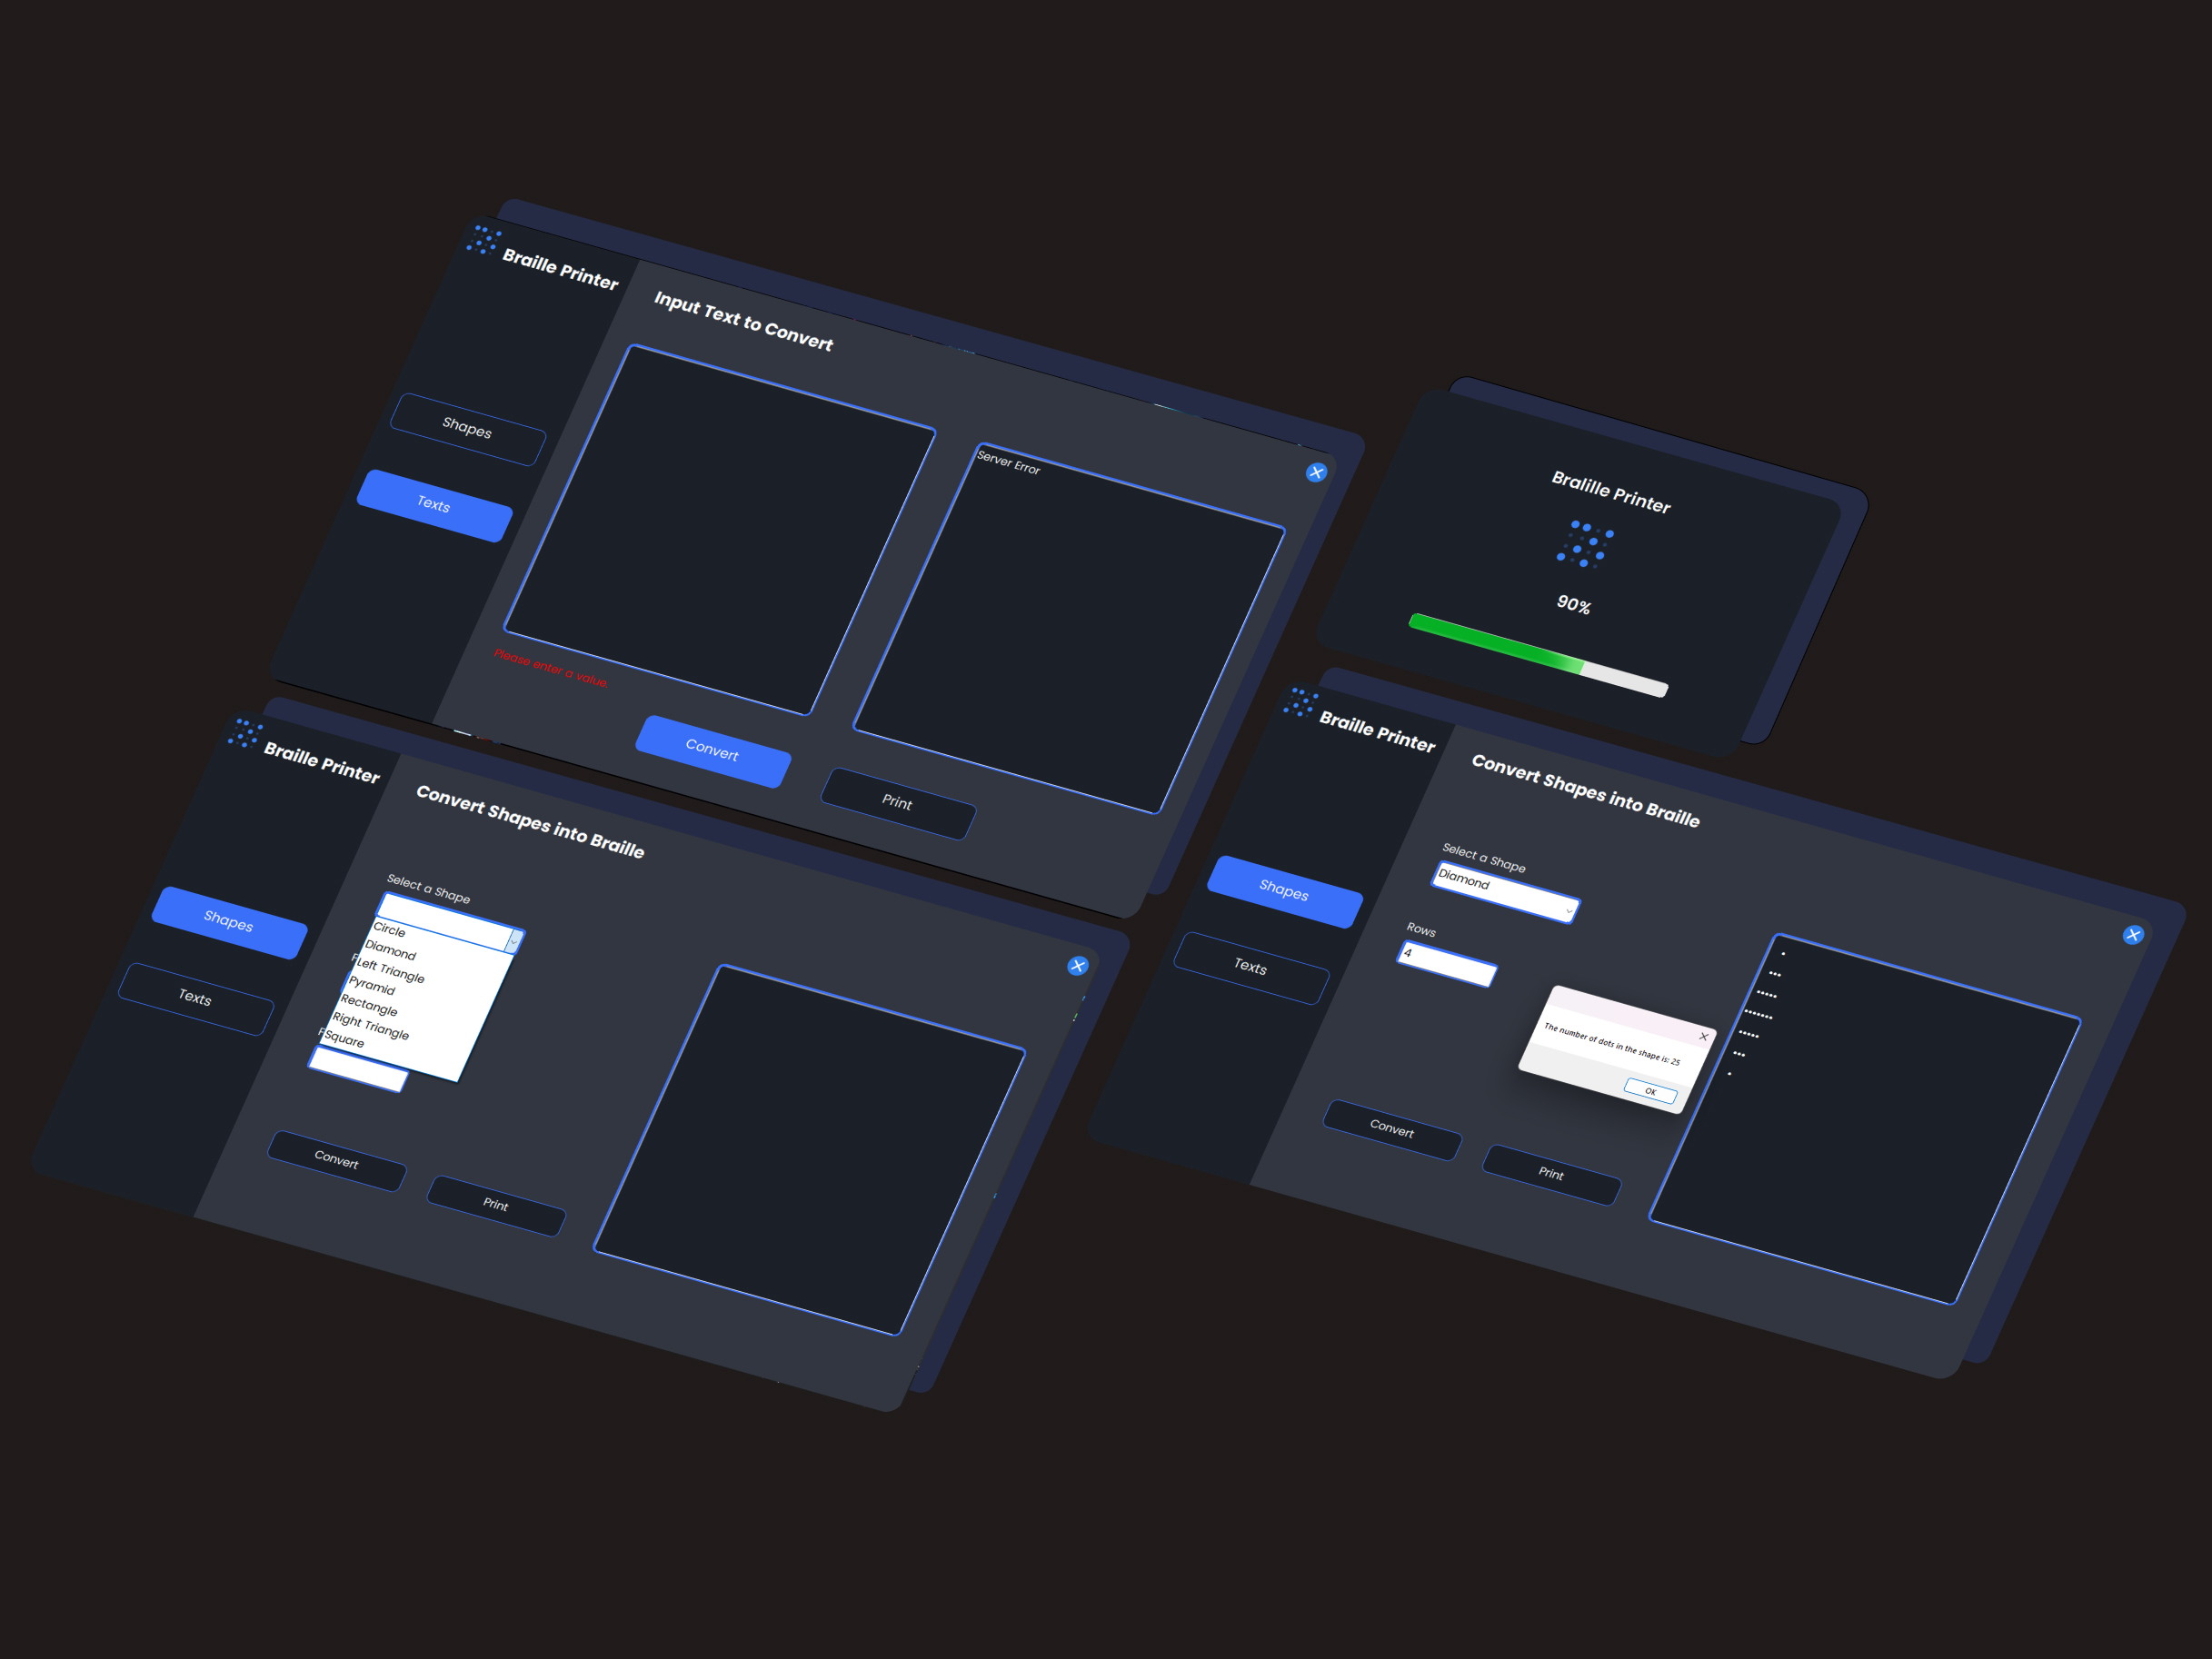 Braille Printer
Input Text to Convert
Shapes
Texts
Server Error
Please enter a value.
Convert
Print
Bralille Printer
90%
Braille Printer
Convert Shapes into Braille
Shapes
Texts
Select a Shape
Circle
Diamond
Left Triangle
Pyramid
Rectangle
Right Triangle
Square
Convert
Print
Braille Printer
Convert Shapes into Braille
Shapes
Texts
Select a Shape
Diamond
Rows
4
The number of dots in the shape is: 25
OK
Convert
Print